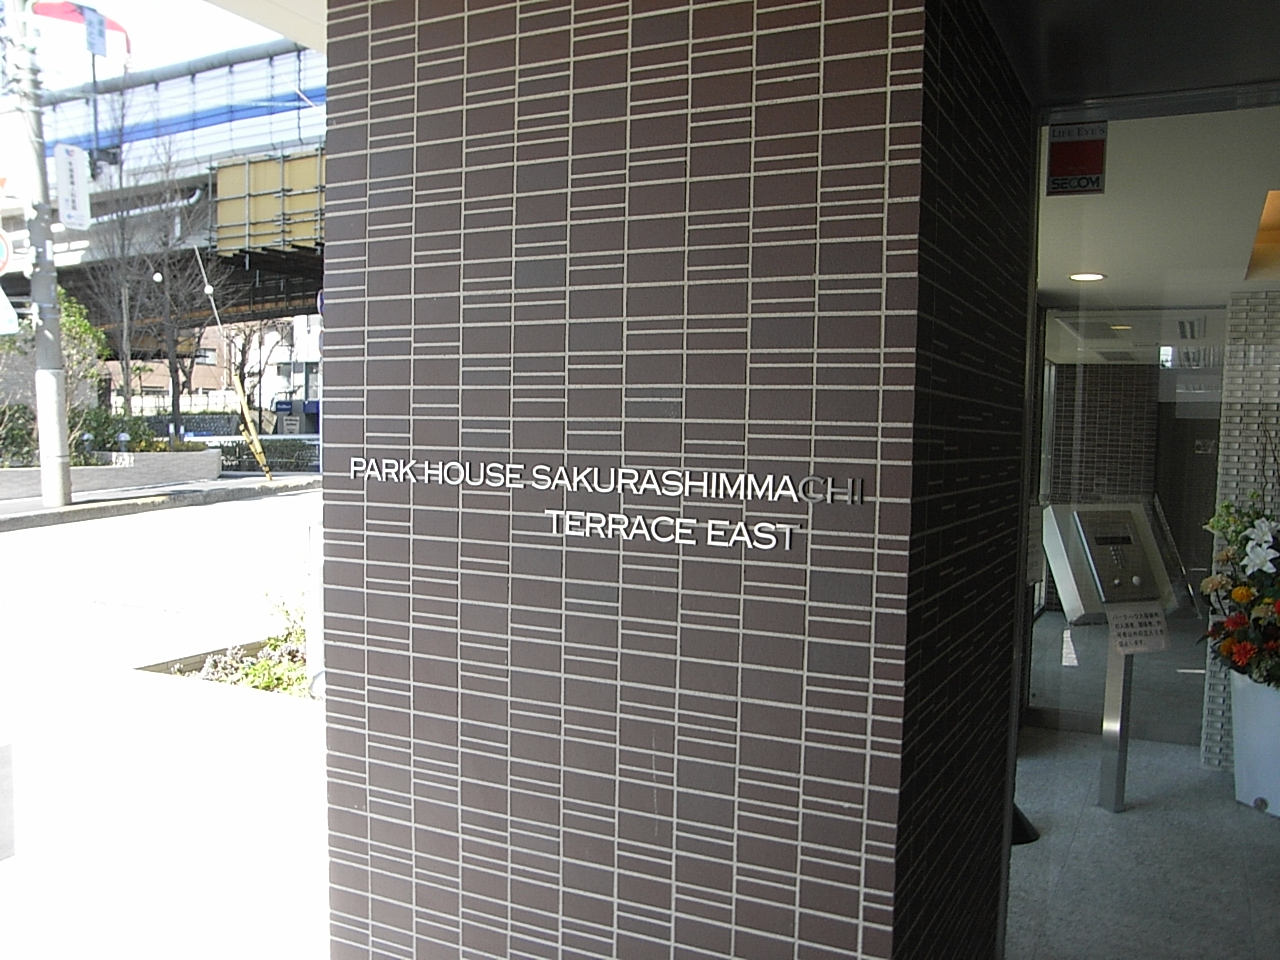 PARK HOUSE SAKURASHIMMACHI
TERRACE EAST
LIFE EYE'S
SECOM